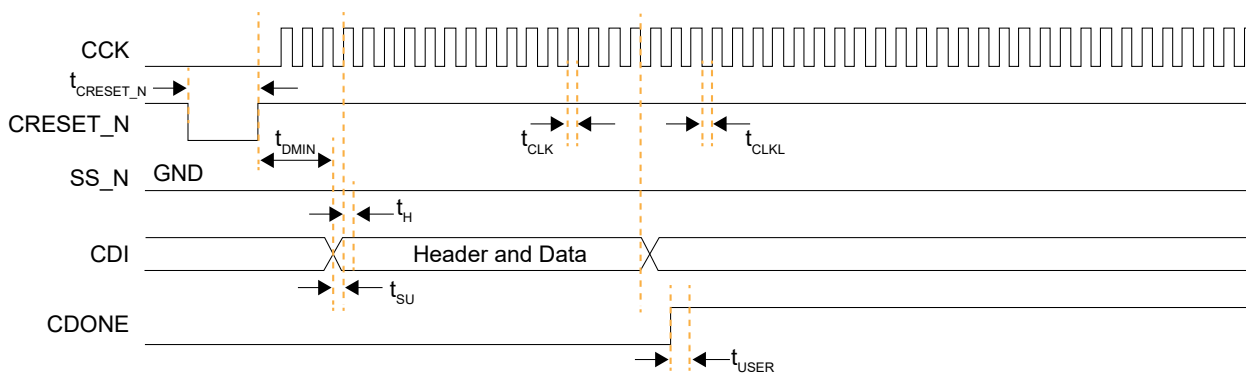 CCK
tCRESET_N
CRESET_N
tDMIN
tCLK
tCLKL
SS_N GND
tH
CDI Header and Data
tSU
CDONE
tUSER